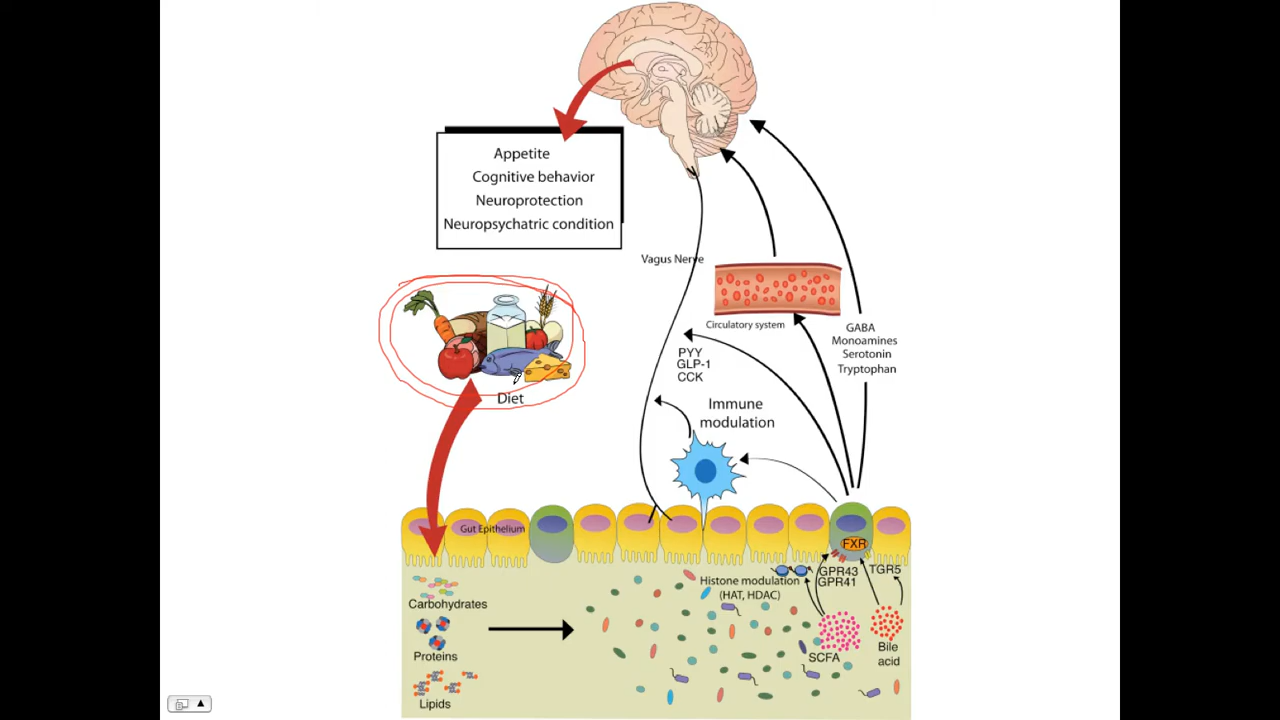 Appetite
Cognitive behavior
Neuroprotection
Neuropsychatric condition
Vagus Nerve
Circulatory system
GABA
Monoamines
Serotonin
Tryptophan
PYY
GLP-1
CCK
Diet
Immune
modulation
Gut Epithelium
FXR
GPR43
GPR41
TGR5
Histone modulation
(HAT, HDAC)
Carbohydrates
Proteins
Lipids
SCFA
Bile
acid